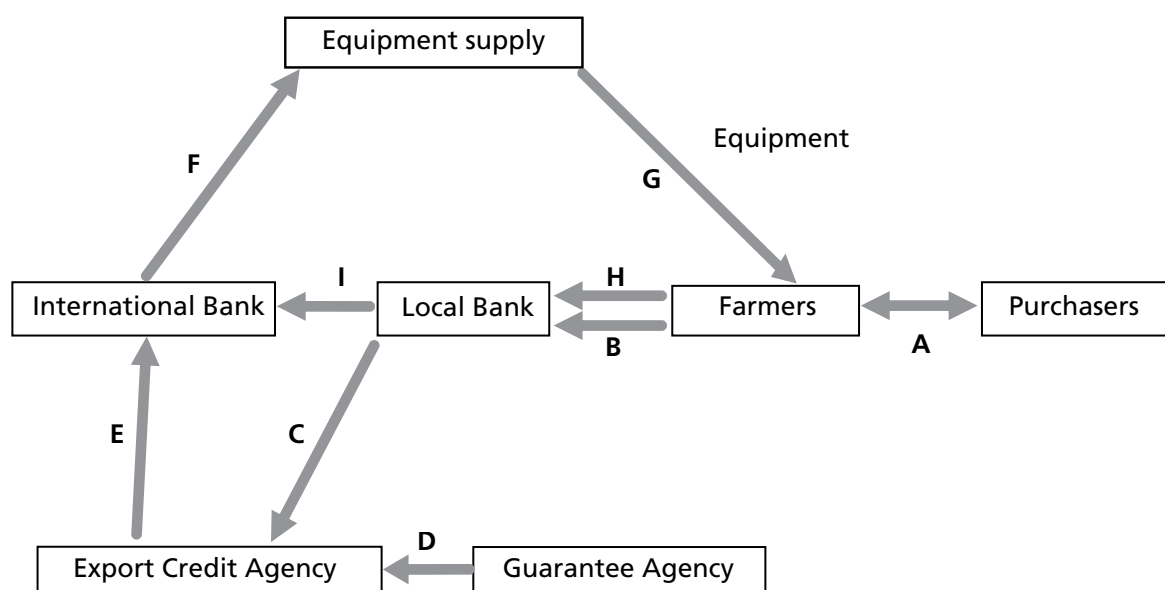 Equipment supply
Equipment
F
G
I
H
International Bank
Local Bank
Farmers
Purchasers
B
A
E
C
D
Export Credit Agency
Guarantee Agency